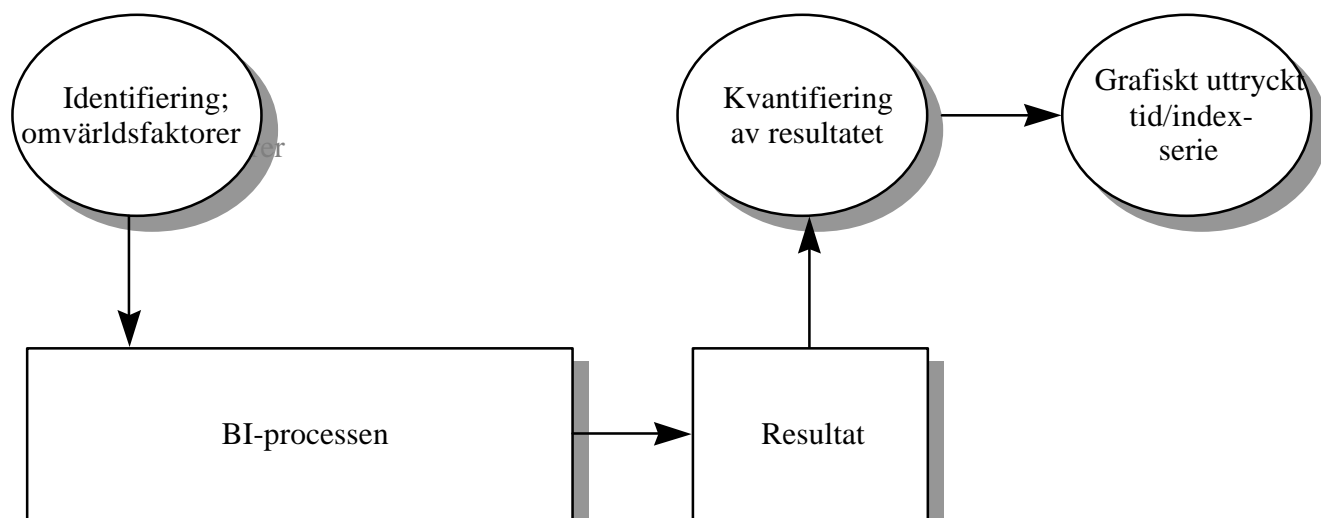 Identifiering;
omvärldsfaktorer
Kvantifiering
av resultatet
Grafiskt uttryckt
tid/index-
serie
BI-processen
Resultat